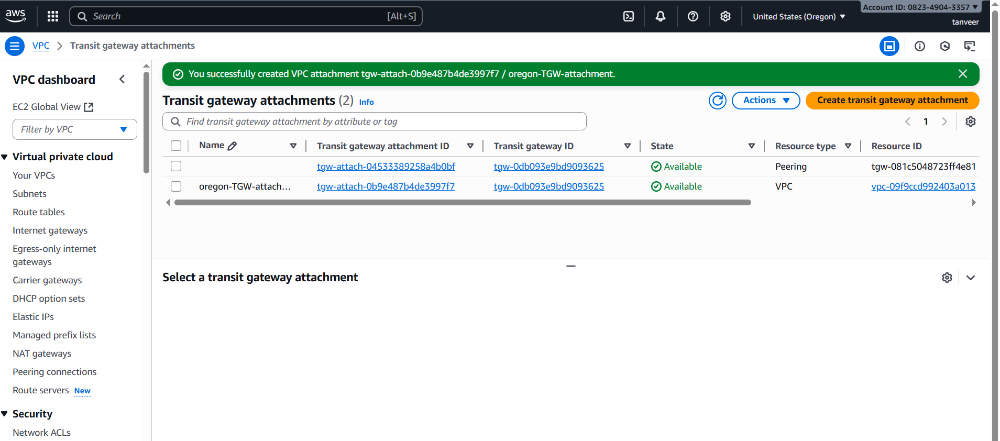 aws
Search [Alt+S]
United States (Oregon)
Account ID: 0823-4904-3357
tanveer
VPC
Transit gateway attachments
VPC dashboard
EC2 Global View
Filter by VPC
Virtual private cloud
Your VPCs
Subnets
Route tables
Internet gateways
Egress-only internet
gateways
Carrier gateways
DHCP option sets
Elastic IPs
Managed prefix lists
NAT gateways
Peering connections
Route servers New
Security
Network ACLs
You successfully created VPC attachment tgw-attach-0b9e487b4de3997f7 / oregon-TGW-attachment.
Transit gateway attachments (2) Info
Actions
Create transit gateway attachment
Find transit gateway attachment by attribute or tag
1
Name Transit gateway attachment ID Transit gateway ID State Resource type Resource ID
tgw-attach-04533389258a4b0bf tgw-0db093e9bd9093625 Available Peering tgw-081c5048723ff4e81
oregon-TGW-attach... tgw-attach-0b9e487b4de3997f7 tgw-0db093e9bd9093625 Available VPC vpc-09f9ccd992403a013
Select a transit gateway attachment